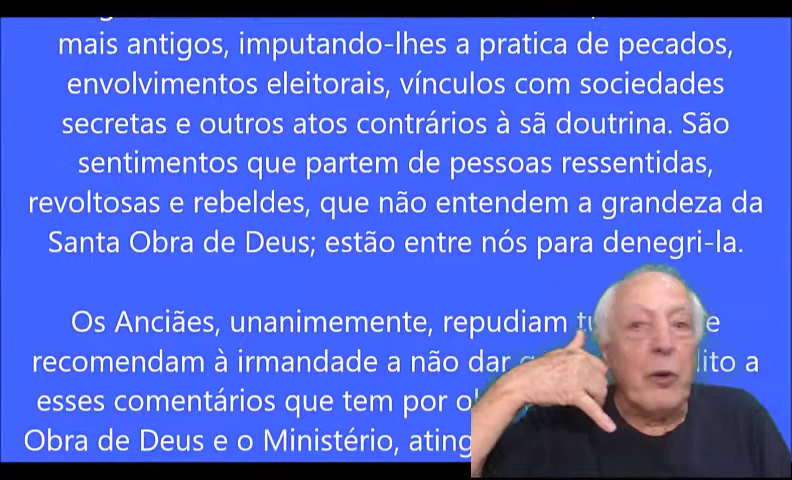 mais antigos, imputando-lhes a pratica de pecados,
envolvimentos eleitorais, vínculos com sociedades
secretas e outros atos contrários à sã doutrina. São
sentimentos que partem de pessoas ressentidas,
revoltosas e rebeldes, que não entendem a grandeza da
Santa Obra de Deus; estão entre nós para denegri-la.
Os Anciães, unanimemente, repudiam
recomendam à irmandade a não dar a
esses comentários que tem por
Obra de Deus e o Ministério,